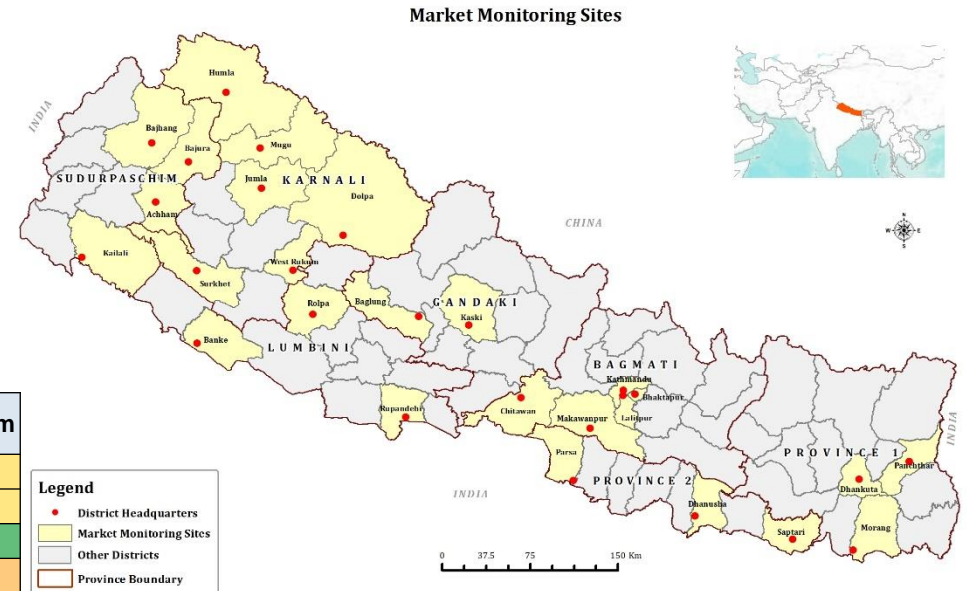 Market Monitoring Sites
Humla
INDIA
Bajhang
Bajura
Mugu
SUDURPASCHIM
Jumla
KARNALI
Dolpa
Achham
CHINA
W N E
S
Kailali
West Rukum
Surkhet
Rolpa
Baglung
GANDAKI
Kaski
Banke
LUMBINI
BAGMATI
Kathmandu
Bhaktapur
Lalitpur
Rupandehi
Chitawan
Makawanpur
INDIA
m
Parsa
PROVINCE 1
Panchthar
PROVINCE 2
Dhankuta
INDIA
Dhanusha
Morang
Saptari
Legend
District Headquarters
Market Monitoring Sites
Other Districts
Province Boundary
0 37.5 75 150 Km